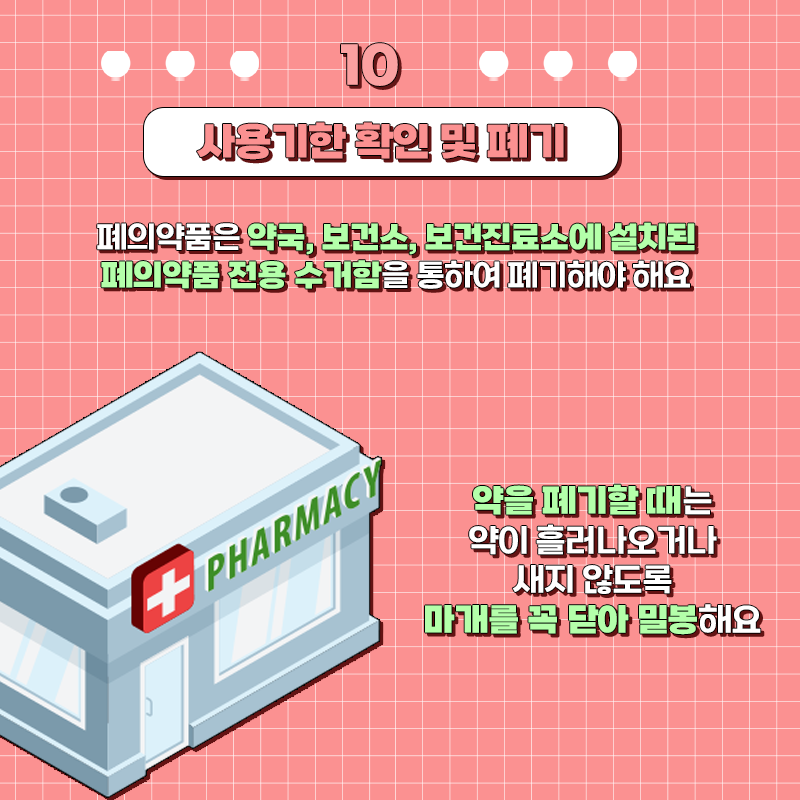 10
사용기한 확인 및 폐기
폐의약품은 약국, 보건소, 보건진료소에 설치된
폐의약품 전용 수거함을 통하여 폐기해야 해요
PHARMACY
약을 폐기할 때는
약이 흘러나오거나
새지 않도록
마개를 꼭 닫아 밀봉해요